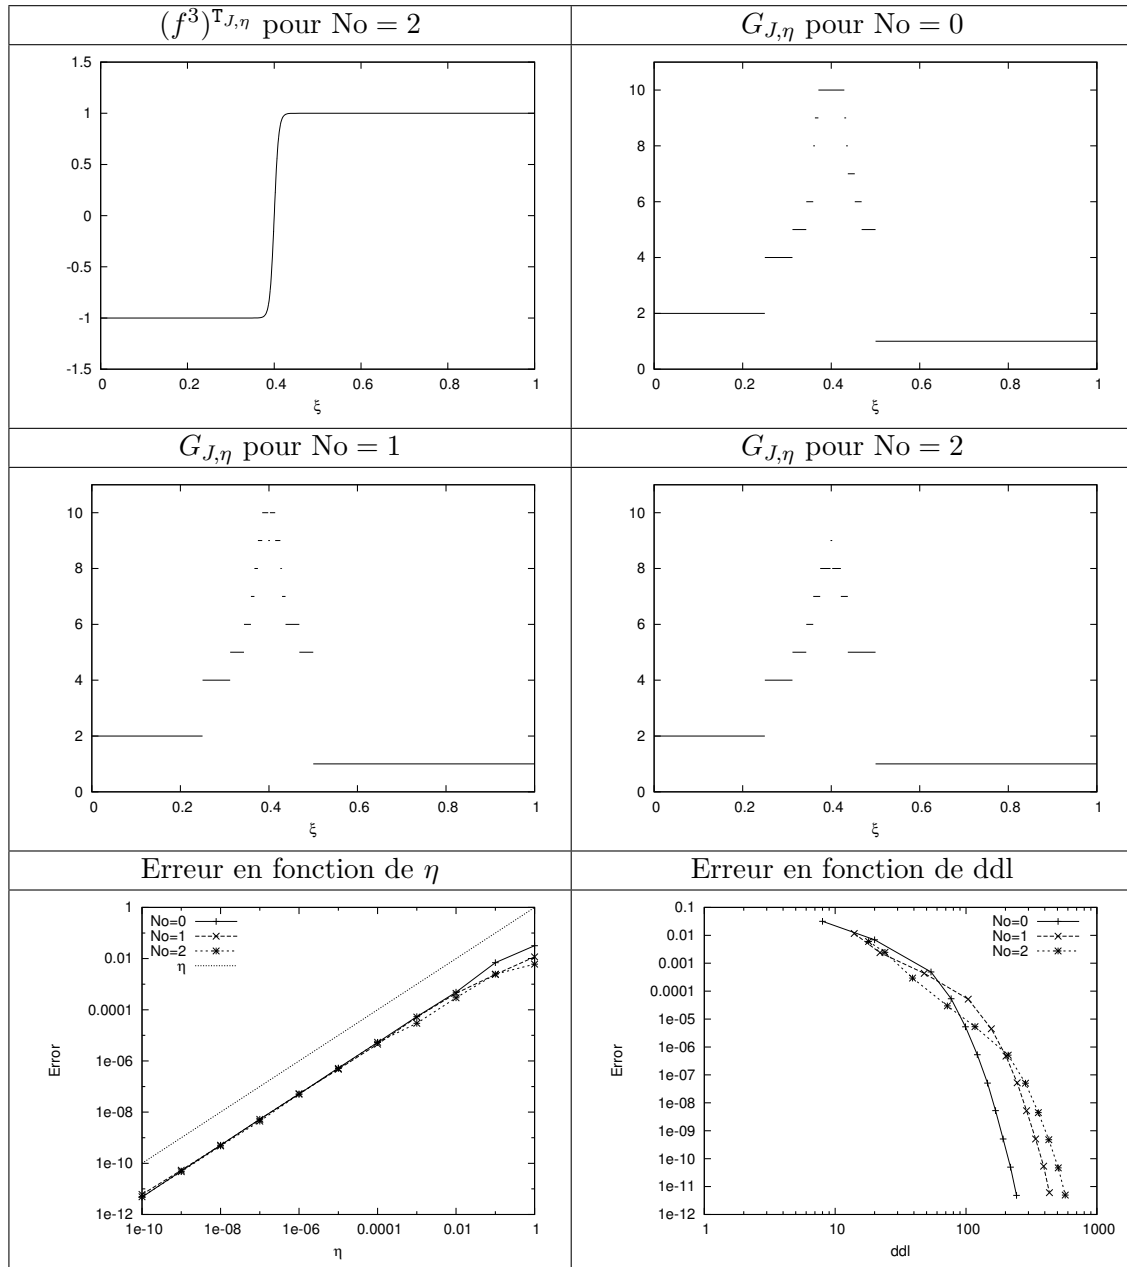 (f³)^{T_{J,η}} pour No = 2
G_{J,η} pour No = 0
1.5
1
0.5
0
-0.5
-1
-1.5
0 0.2 0.4 0.6 0.8 1
ξ
10
8
6
4
2
0
0 0.2 0.4 0.6 0.8 1
ξ
G_{J,η} pour No = 1
G_{J,η} pour No = 2
10
8
6
4
2
0
0 0.2 0.4 0.6 0.8 1
ξ
10
8
6
4
2
0
0 0.2 0.4 0.6 0.8 1
ξ
Erreur en fonction de η
Erreur en fonction de ddl
No=0
No=1
No=2
η
Error
1
0.01
0.0001
1e-06
1e-08
1e-10
1e-12
1e-10 1e-08 1e-06 0.0001 0.01 1
η
No=0
No=1
No=2
Error
0.1
0.01
0.001
0.0001
1e-05
1e-06
1e-07
1e-08
1e-09
1e-10
1e-11
1e-12
1 10 100 1000
ddl